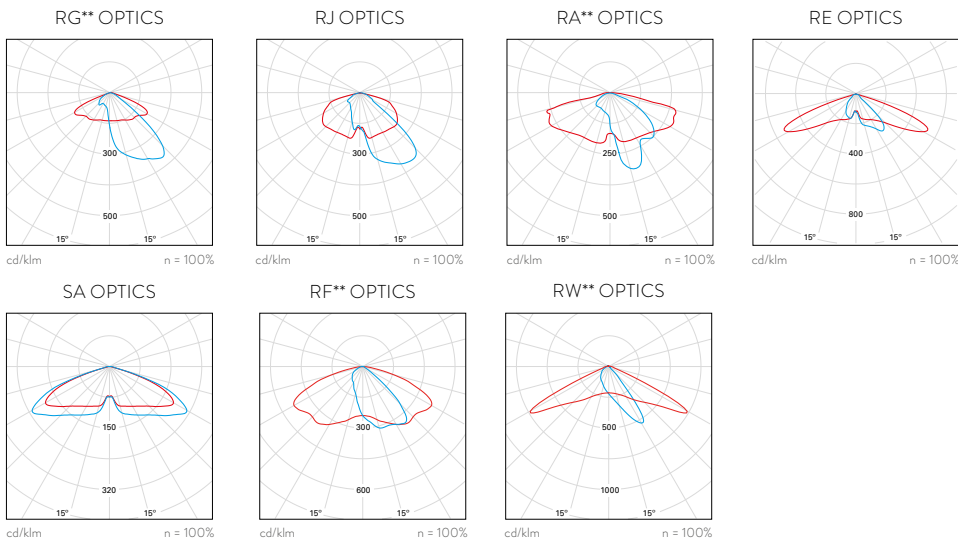 RG** OPTICS
RJ OPTICS
RA** OPTICS
RE OPTICS
300
500
15° 15°
cd/klm n = 100%
300
500
15° 15°
cd/klm n = 100%
250
500
15° 15°
cd/klm n = 100%
400
800
15° 15°
cd/klm n = 100%
SA OPTICS
RF** OPTICS
RW** OPTICS
150
320
15° 15°
cd/klm n = 100%
300
600
15° 15°
cd/klm n = 100%
500
1000
15° 15°
cd/klm n = 100%